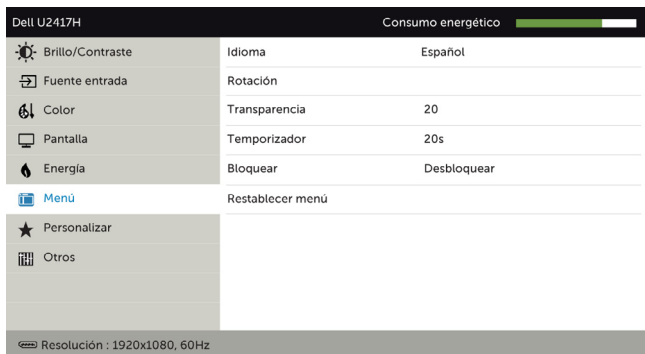 Dell U2417H Consumo energético
Brillo/Contraste Idioma Español
Fuente entrada Rotación
Color Transparencia 20
Pantalla Temporizador 20s
Energía Bloquear Desbloquear
Menú Restablecer menú
Personalizar
Otros
Resolución : 1920x1080, 60Hz